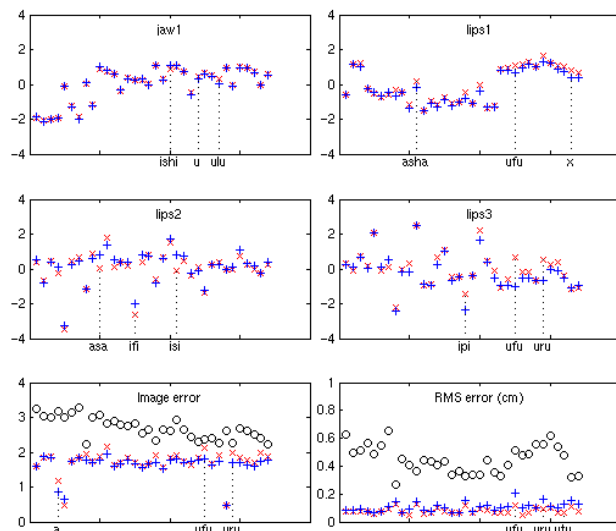 jaw1
4
2
0
−2
−4
ishi u ulu
lips1
4
2
0
−2
−4
asha ufu x
lips2
4
2
0
−2
−4
asa ifi isi
lips3
4
2
0
−2
−4
ipi ufu uru
Image error
4
3
2
1
0
a ufu uru
RMS error (cm)
1
0.8
0.6
0.4
0.2
0
ufu uru utu